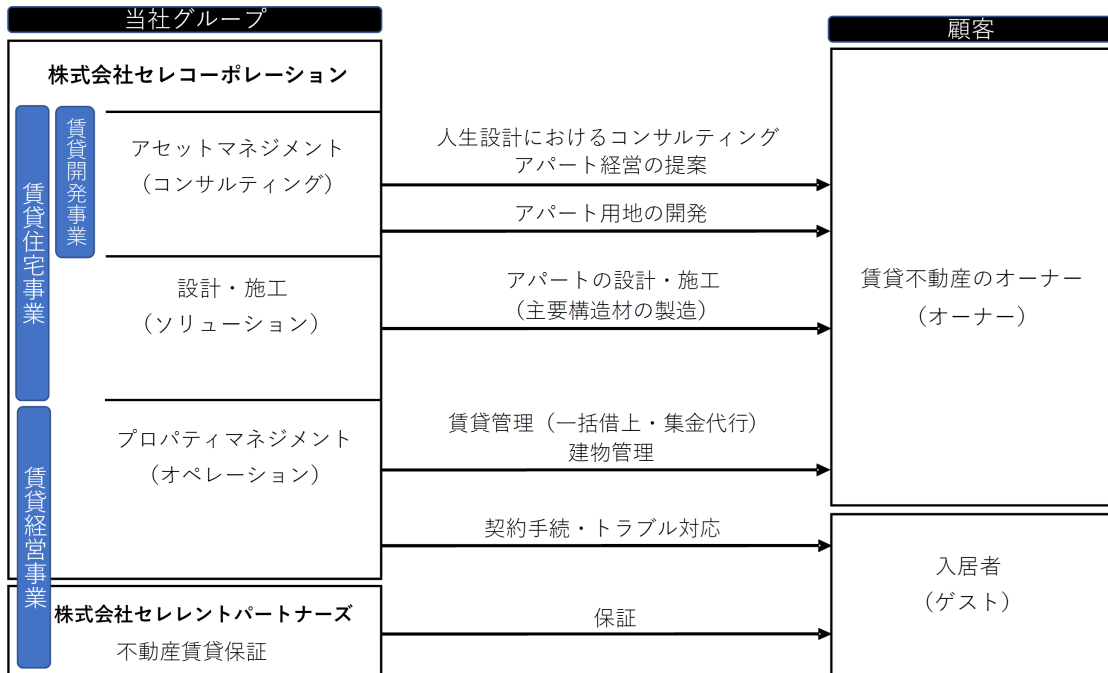 当社グループ
顧客
株式会社セレコーポレーション
賃貸住宅事業
賃貸開発事業
アセットマネジメント
（コンサルティング）
人生設計におけるコンサルティング
アパート経営の提案
アパート用地の開発
設計・施工
（ソリューション）
アパートの設計・施工
（主要構造材の製造）
賃貸不動産のオーナー
（オーナー）
賃貸経営事業
プロパティマネジメント
（オペレーション）
賃貸管理（一括借上・集金代行）
建物管理
契約手続・トラブル対応
入居者
（ゲスト）
株式会社セレレントパートナーズ
不動産賃貸保証
保証